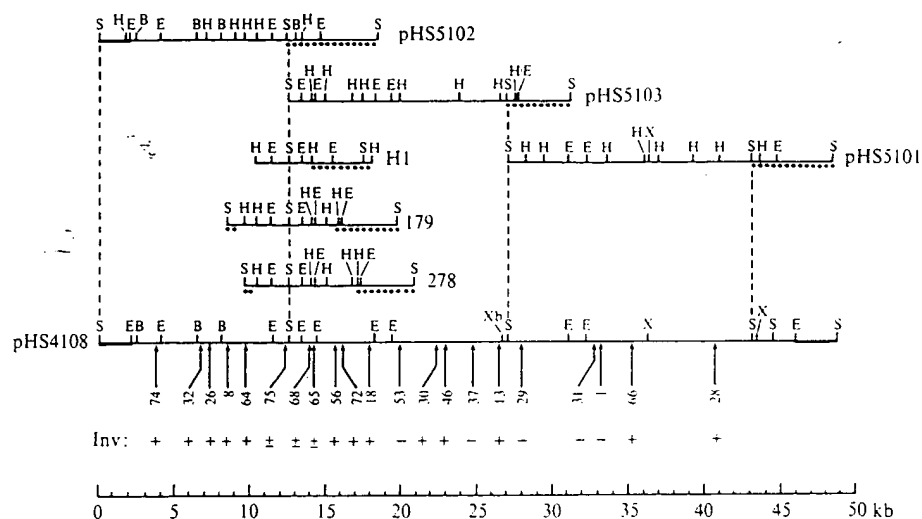 S H E B E B H B H H E S B H E S pHS5102
S E H E H H H E E H H H S H E S pHS5103
H E S E H E S H H1
S H H E E H H X H H H S H E S pHS5101
S H H E S E H E H H E S 179
S H E S E H E H H H E S 278
pHS4108 S E B E B B E S E E E E Xb S E E X S X E E S
74 32 26 8 64 75 68 65 56 72 18 53 30 46 37 13 29 31 1 66 28
Inv: + + + + + ± ± ± + + + − + + − + − − − + +
0 5 10 15 20 25 30 35 40 45 50 kb